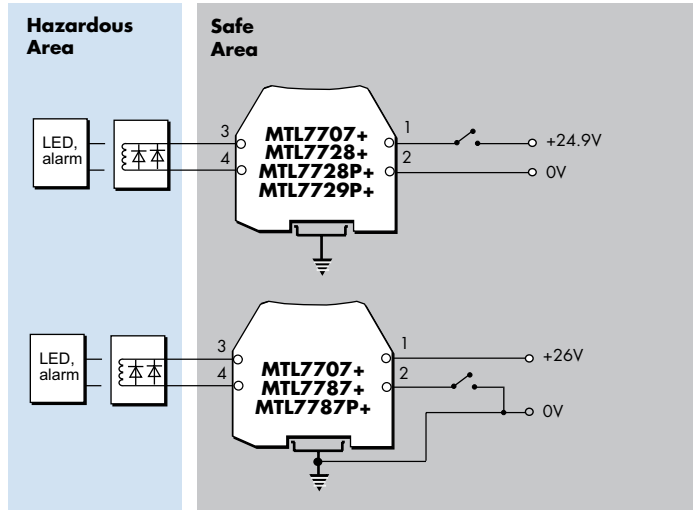 Hazardous
Area
Safe
Area
LED,
alarm
3
4
MTL7707+
MTL7728+
MTL7728P+
MTL7729P+
1
2
+24.9V
0V
LED,
alarm
3
4
MTL7707+
MTL7787+
MTL7787P+
1
2
+26V
0V